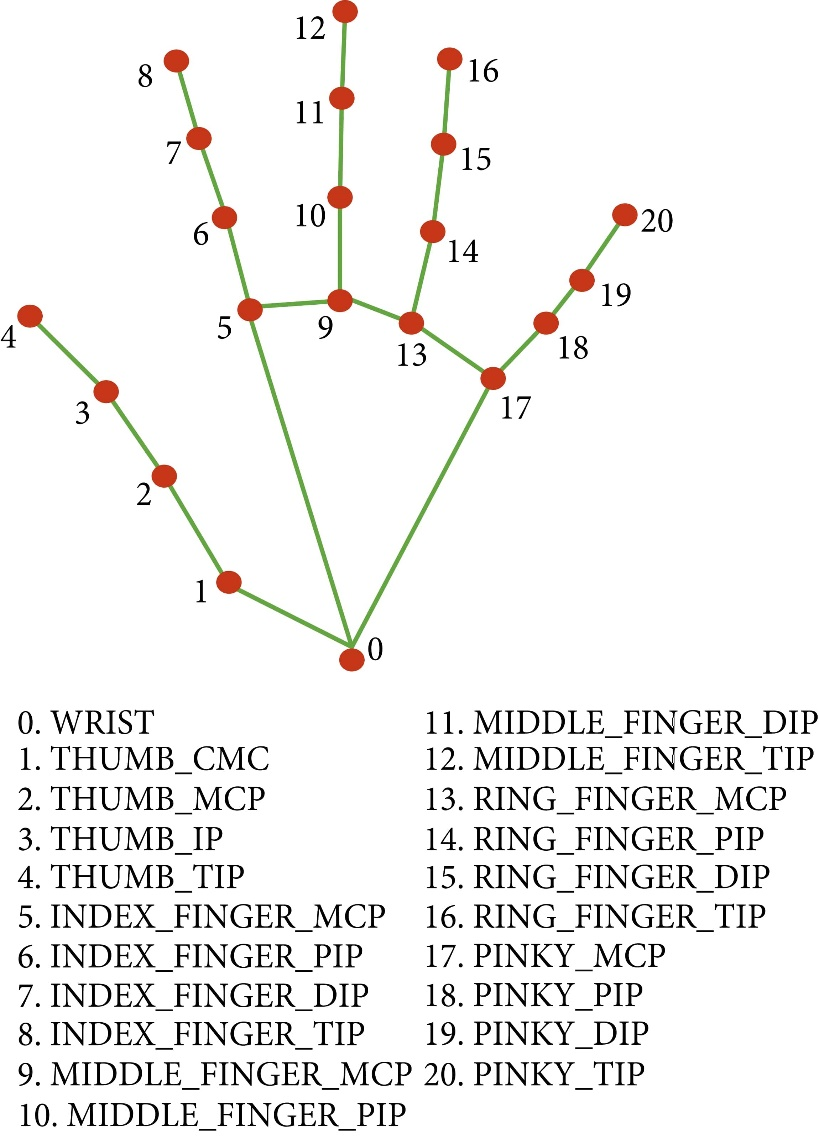 12
8
16
11
7
15
10
20
6
14
19
5
9
4
13
18
3
17
2
1
0
0. WRIST
1. THUMB_CMC
2. THUMB_MCP
3. THUMB_IP
4. THUMB_TIP
5. INDEX_FINGER_MCP
6. INDEX_FINGER_PIP
7. INDEX_FINGER_DIP
8. INDEX_FINGER_TIP
9. MIDDLE_FINGER_MCP
10. MIDDLE_FINGER_PIP
11. MIDDLE_FINGER_DIP
12. MIDDLE_FINGER_TIP
13. RING_FINGER_MCP
14. RING_FINGER_PIP
15. RING_FINGER_DIP
16. RING_FINGER_TIP
17. PINKY_MCP
18. PINKY_PIP
19. PINKY_DIP
20. PINKY_TIP